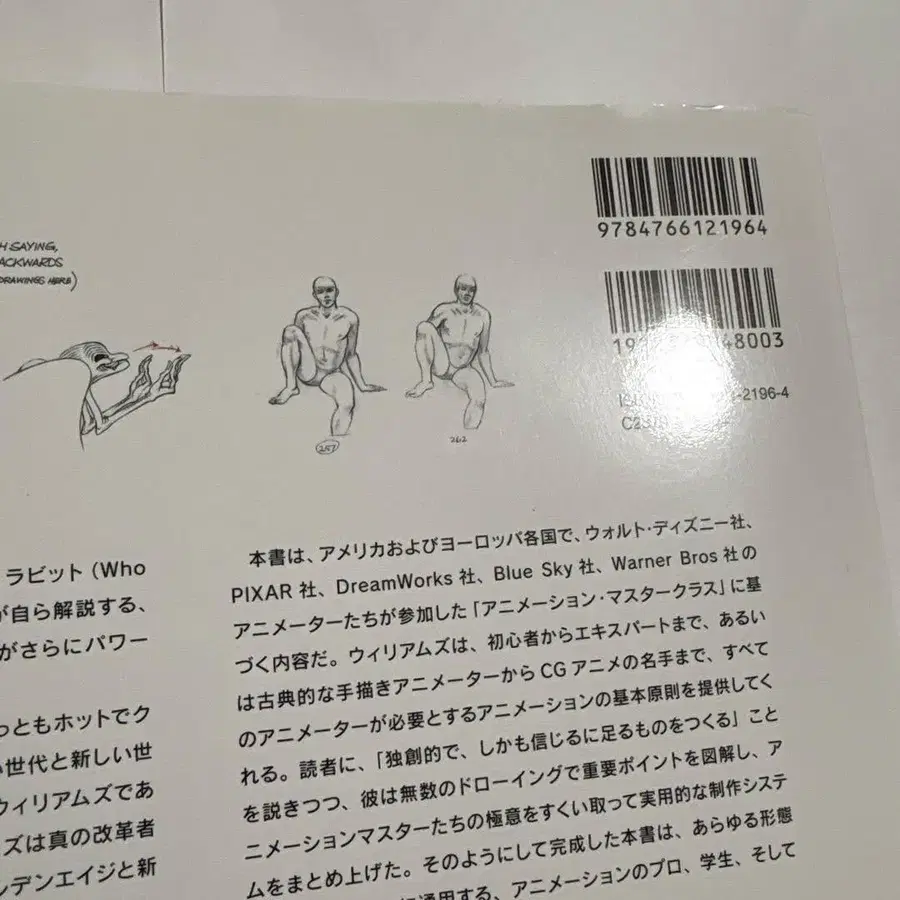 9784766121964
48003
-2196-4
SAYING,
ACKWARDS
DRAWINGS HERE)
257
262
ラビット（Who
が自ら解説する、
がさらにパワー
っともホットでク
い世代と新しい世
ウィリアムズであ
ズは真の改革者
ルデンエイジと新
本書は、アメリカおよびヨーロッパ各国で、ウォルト・ディズニー社、
PIXAR 社、DreamWorks 社、Blue Sky 社、Warner Bros 社の
アニメーターたちが参加した「アニメーション・マスタークラス」に基
づく内容だ。ウィリアムズは、初心者からエキスパートまで、あるい
は古典的な手描きアニメーターから CG アニメの名手まで、すべて
のアニメーターが必要とするアニメーションの基本原則を提供してく
れる。読者に、「独創的で、しかも信じるに足るものをつくる」こと
を説きつつ、彼は無数のドローイングで重要ポイントを図解し、ア
ニメーションマスターたちの極意をすくい取って実用的な制作システ
ムをまとめ上げた。そのようにして完成した本書は、あらゆる形態
に通用する、アニメーションのプロ、学生、そして